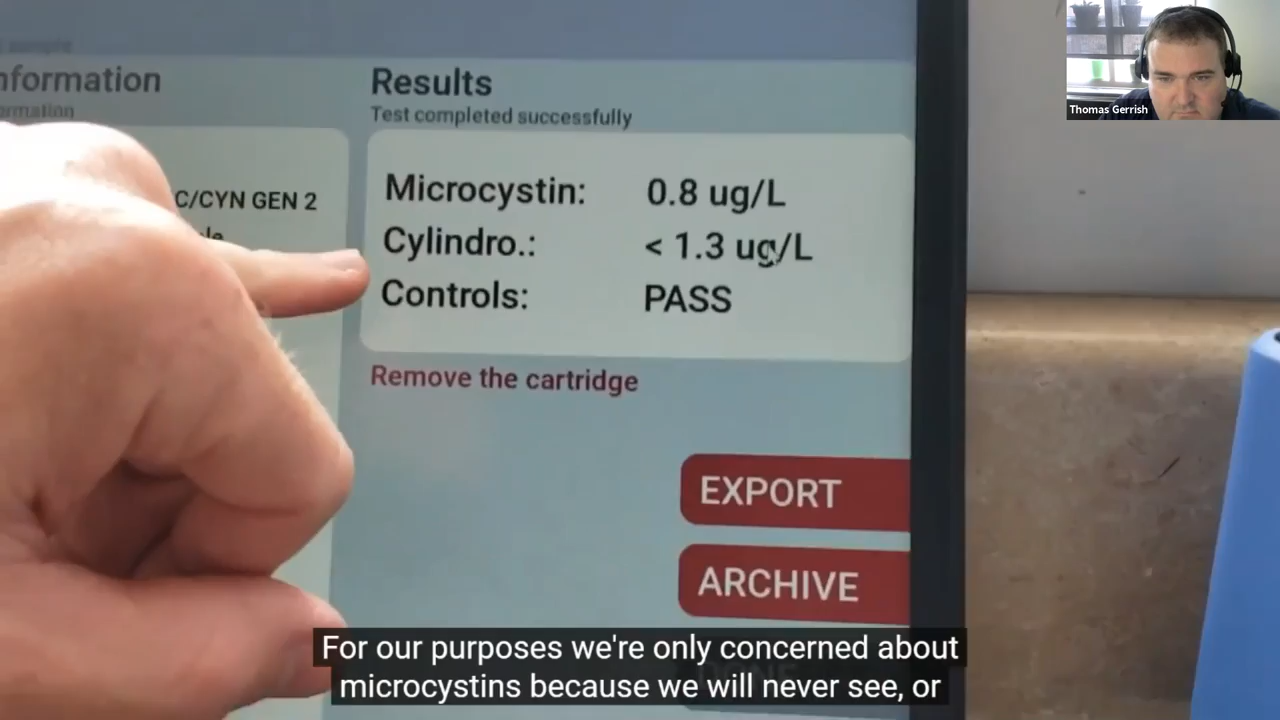 nformation
Results
Test completed successfully
C/CYN GEN 2
Microcystin: 0.8 ug/L
Cylindro.: < 1.3 ug/L
Controls: PASS
Remove the cartridge
EXPORT
ARCHIVE
For our purposes we're only concerned about
microcystins because we will never see, or
Thomas Gerrish